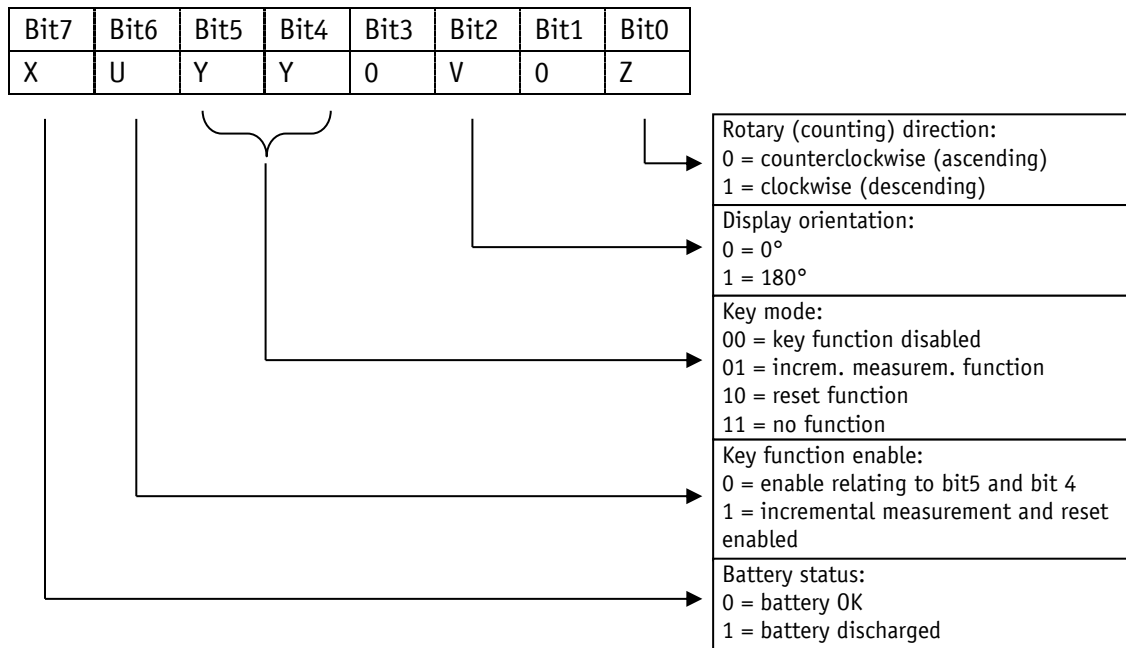 Bit7 Bit6 Bit5 Bit4 Bit3 Bit2 Bit1 Bit0
X U Y Y 0 V 0 Z
Rotary (counting) direction:
0 = counterclockwise (ascending)
1 = clockwise (descending)
Display orientation:
0 = 0°
1 = 180°
Key mode:
00 = key function disabled
01 = increm. measurem. function
10 = reset function
11 = no function
Key function enable:
0 = enable relating to bit5 and bit 4
1 = incremental measurement and reset
enabled
Battery status:
0 = battery OK
1 = battery discharged